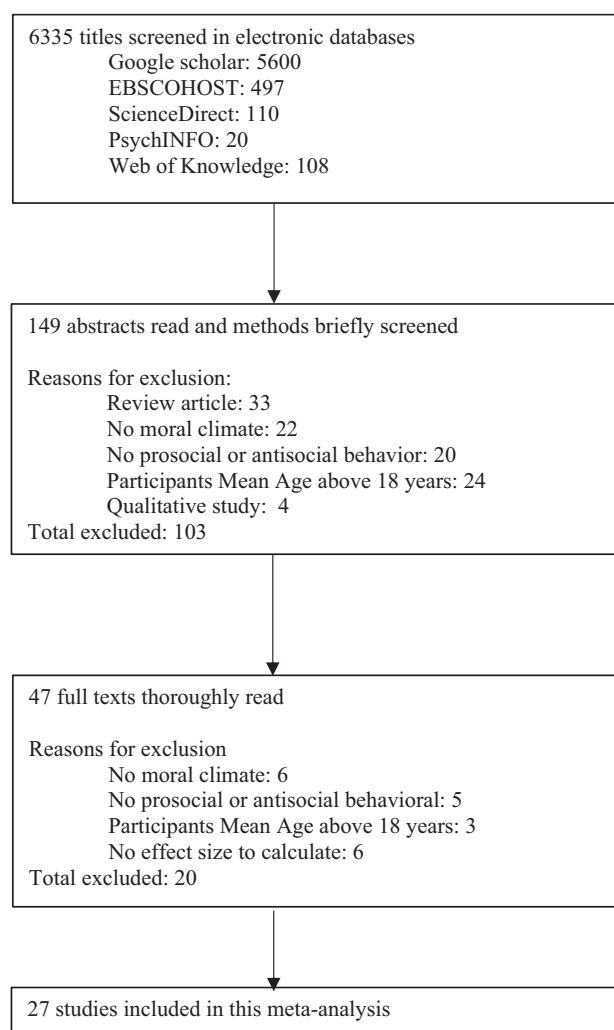 6335 titles screened in electronic databases
Google scholar: 5600
EBSCOHOST: 497
ScienceDirect: 110
PsychINFO: 20
Web of Knowledge: 108
149 abstracts read and methods briefly screened
Reasons for exclusion:
Review article: 33
No moral climate: 22
No prosocial or antisocial behavior: 20
Participants Mean Age above 18 years: 24
Qualitative study: 4
Total excluded: 103
47 full texts thoroughly read
Reasons for exclusion
No moral climate: 6
No prosocial or antisocial behavioral: 5
Participants Mean Age above 18 years: 3
No effect size to calculate: 6
Total excluded: 20
27 studies included in this meta-analysis